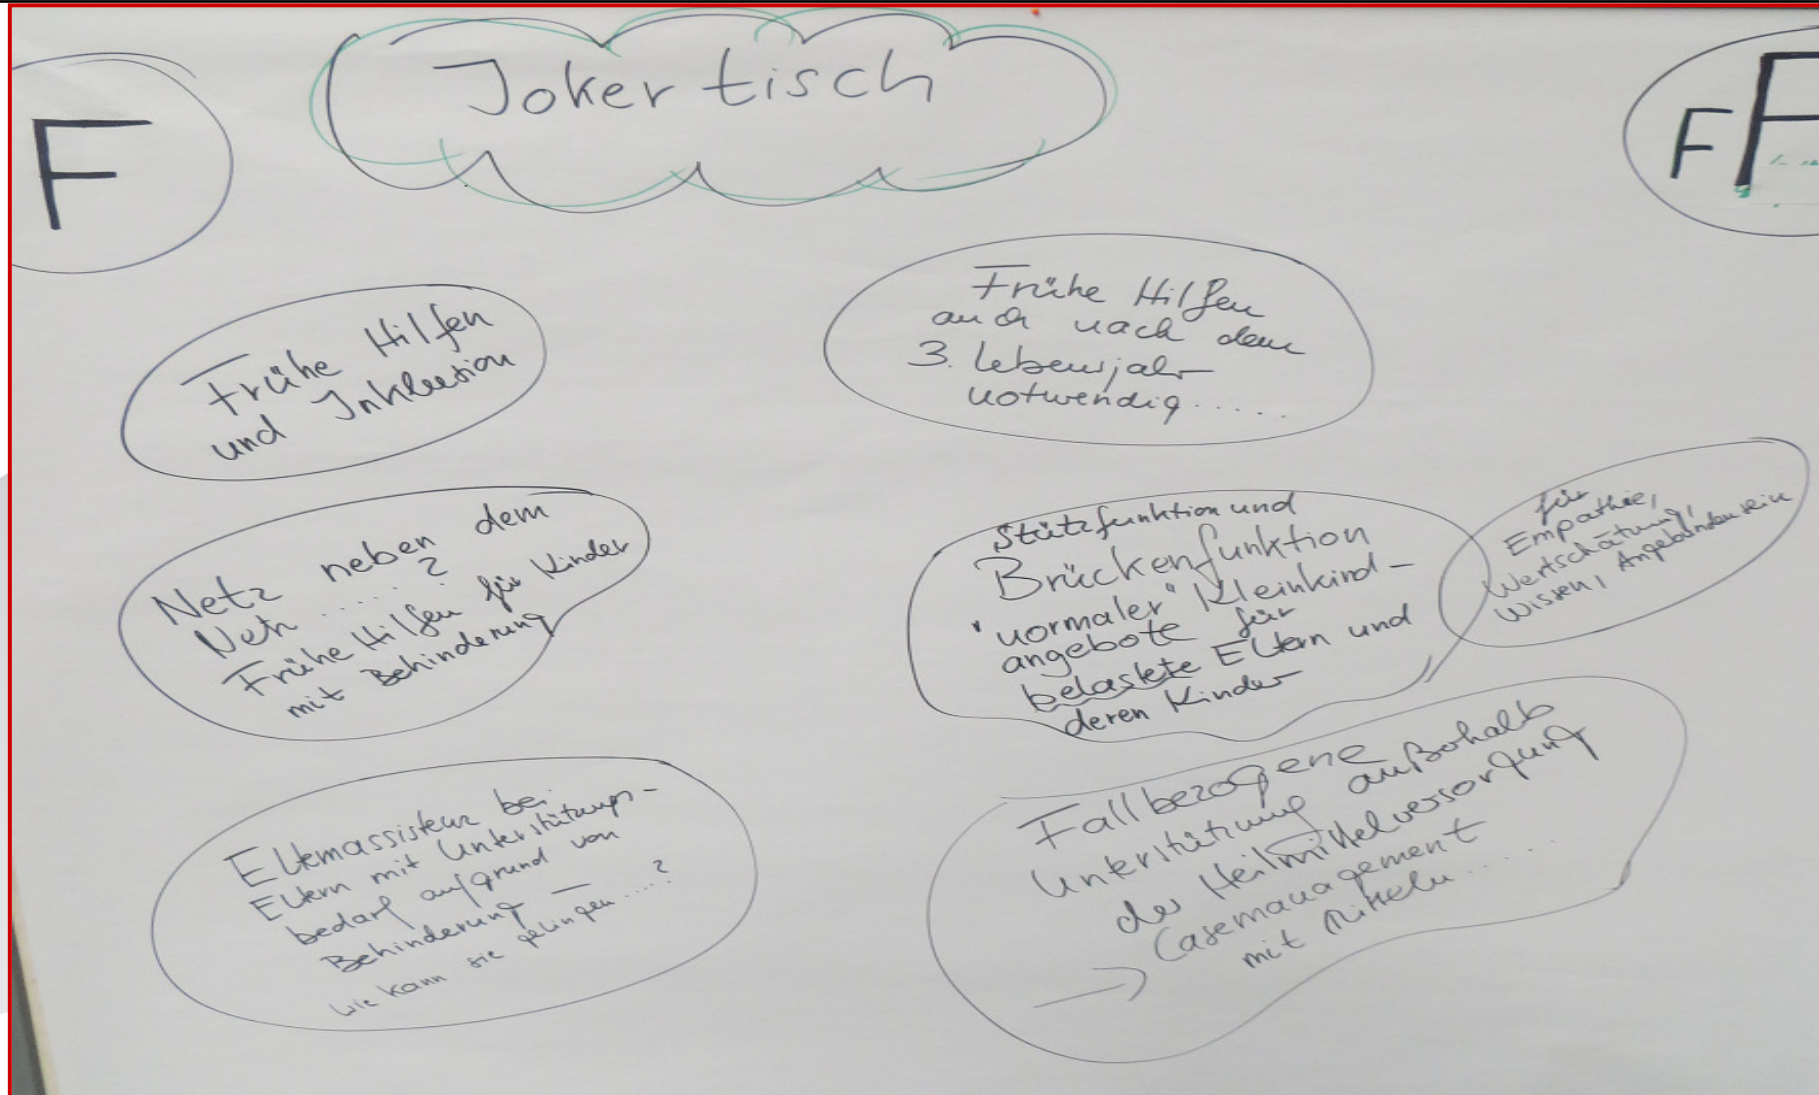 F
Jokertisch
F F
Frühe Hilfen
und Inklusion
Frühe Hilfen
auch nach dem
3. Lebensjahr
notwendig.....
Netz neben dem
Netz.....?
Frühe Hilfen für Kinder
mit Behinderung
Stützfunktion und
Brückenfunktion
"normaler" Kleinkind-
angebote für
belastete Eltern und
deren Kinder
für
Empathie,
Wertschätzung,
Wissen, Angebunden sein
Elternassistenz bei
Eltern mit Unterstützungs-
bedarf aufgrund von
Behinderung —
wie kann sie gelingen....?
Fallbezogene
Unterstützung außerhalb
der Heilmittelversorgung
→ Casemanagement
mit Mitteln.....